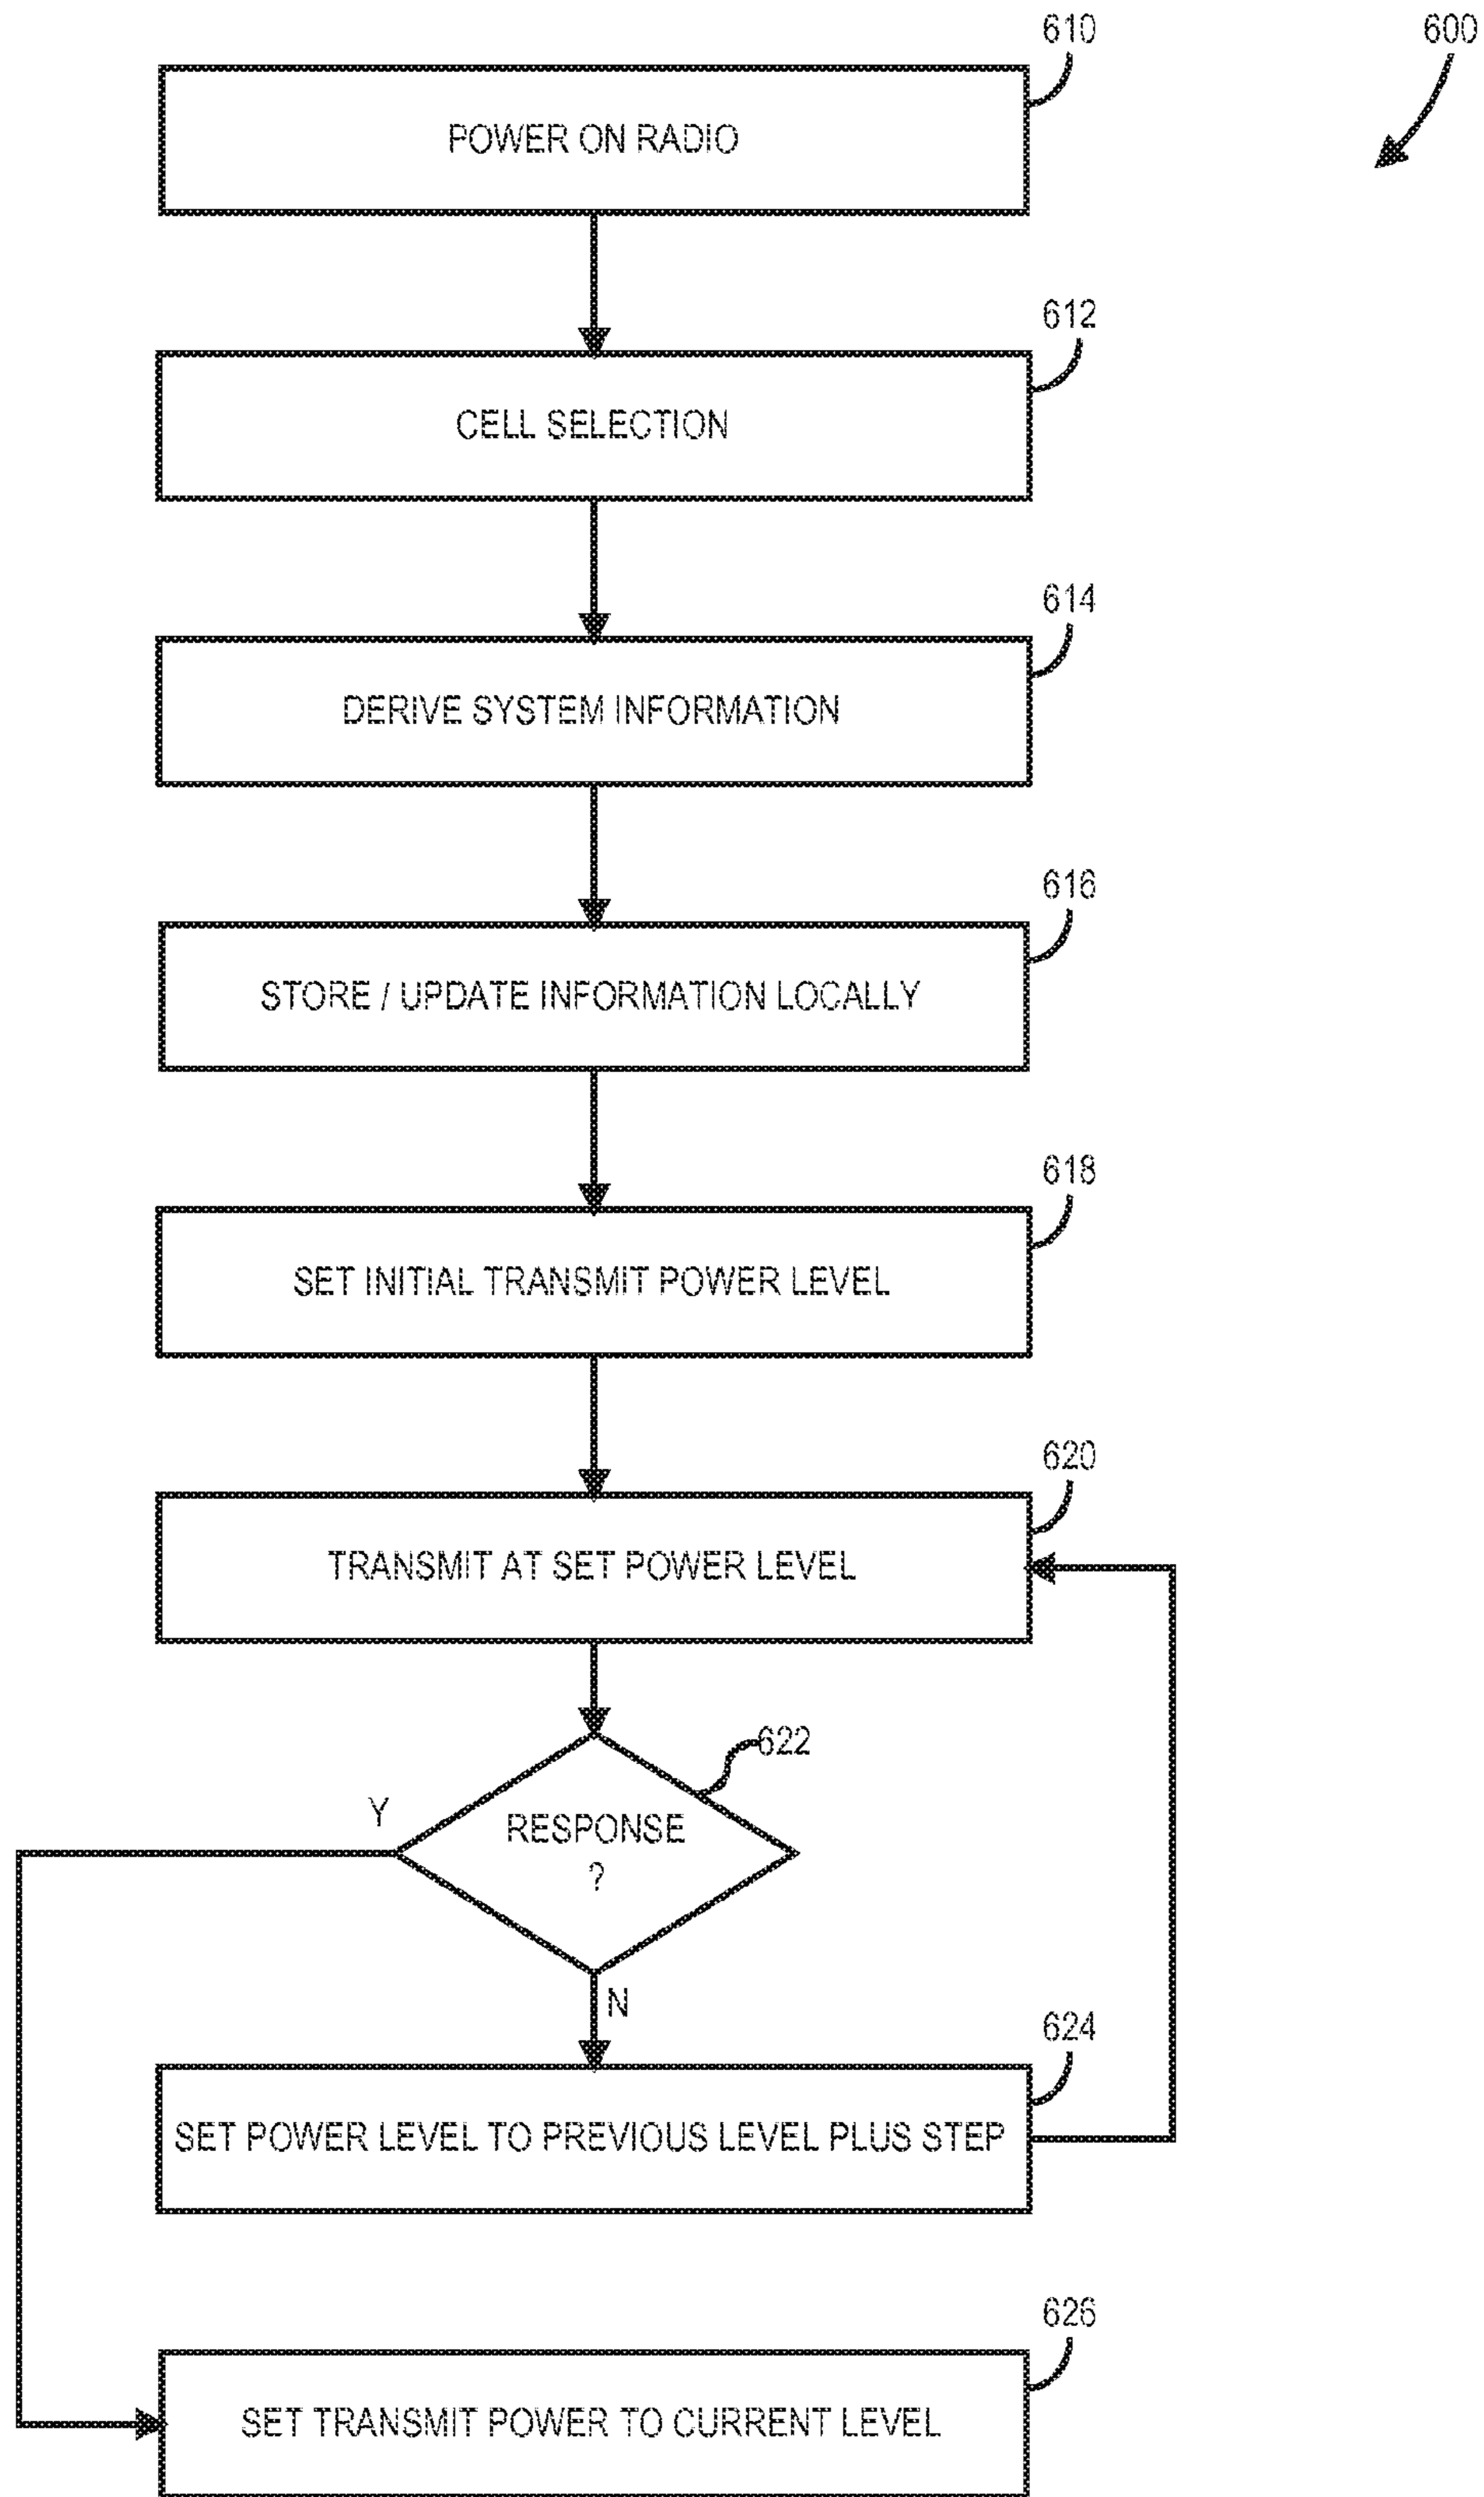 610
600
POWER ON RADIO
612
CELL SELECTION
614
DERIVE SYSTEM INFORMATION
616
STORE / UPDATE INFORMATION LOCALLY
618
SET INITIAL TRANSMIT POWER LEVEL
620
TRANSMIT AT SET POWER LEVEL
622
Y
RESPONSE
?
N
624
SET POWER LEVEL TO PREVIOUS LEVEL PLUS STEP
626
SET TRANSMIT POWER TO CURRENT LEVEL